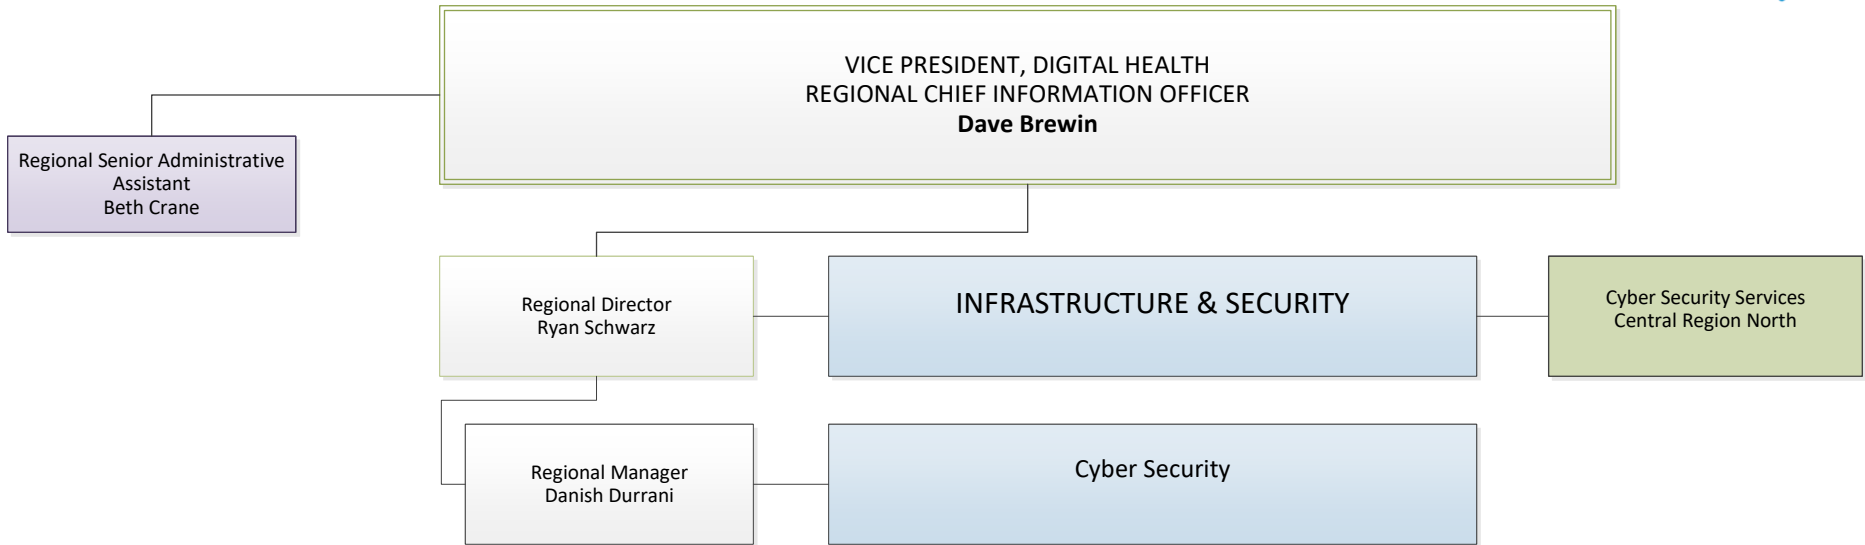 VICE PRESIDENT, DIGITAL HEALTH
REGIONAL CHIEF INFORMATION OFFICER
Dave Brewin
Regional Senior Administrative
Assistant
Beth Crane
Regional Director
Ryan Schwarz
INFRASTRUCTURE & SECURITY
Cyber Security Services
Central Region North
Regional Manager
Danish Durrani
Cyber Security